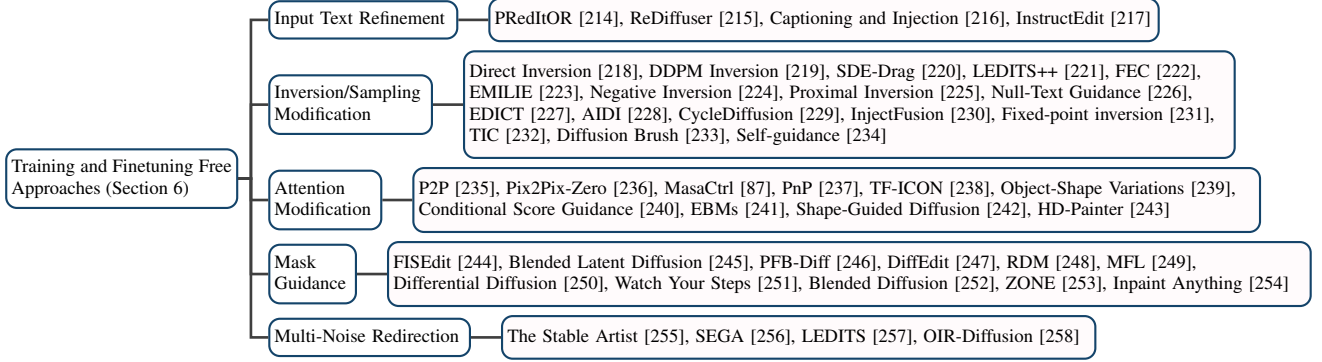 Input Text Refinement
PRedItOR [214], ReDiffuser [215], Captioning and Injection [216], InstructEdit [217]
Inversion/Sampling
Modification
Direct Inversion [218], DDPM Inversion [219], SDE-Drag [220], LEDITS++ [221], FEC [222],
EMILIE [223], Negative Inversion [224], Proximal Inversion [225], Null-Text Guidance [226],
EDICT [227], AIDI [228], CycleDiffusion [229], InjectFusion [230], Fixed-point inversion [231],
TIC [232], Diffusion Brush [233], Self-guidance [234]
Training and Finetuning Free
Approaches (Section 6)
Attention
Modification
P2P [235], Pix2Pix-Zero [236], MasaCtrl [87], PnP [237], TF-ICON [238], Object-Shape Variations [239],
Conditional Score Guidance [240], EBMs [241], Shape-Guided Diffusion [242], HD-Painter [243]
Mask
Guidance
FISEdit [244], Blended Latent Diffusion [245], PFB-Diff [246], DiffEdit [247], RDM [248], MFL [249],
Differential Diffusion [250], Watch Your Steps [251], Blended Diffusion [252], ZONE [253], Inpaint Anything [254]
Multi-Noise Redirection
The Stable Artist [255], SEGA [256], LEDITS [257], OIR-Diffusion [258]